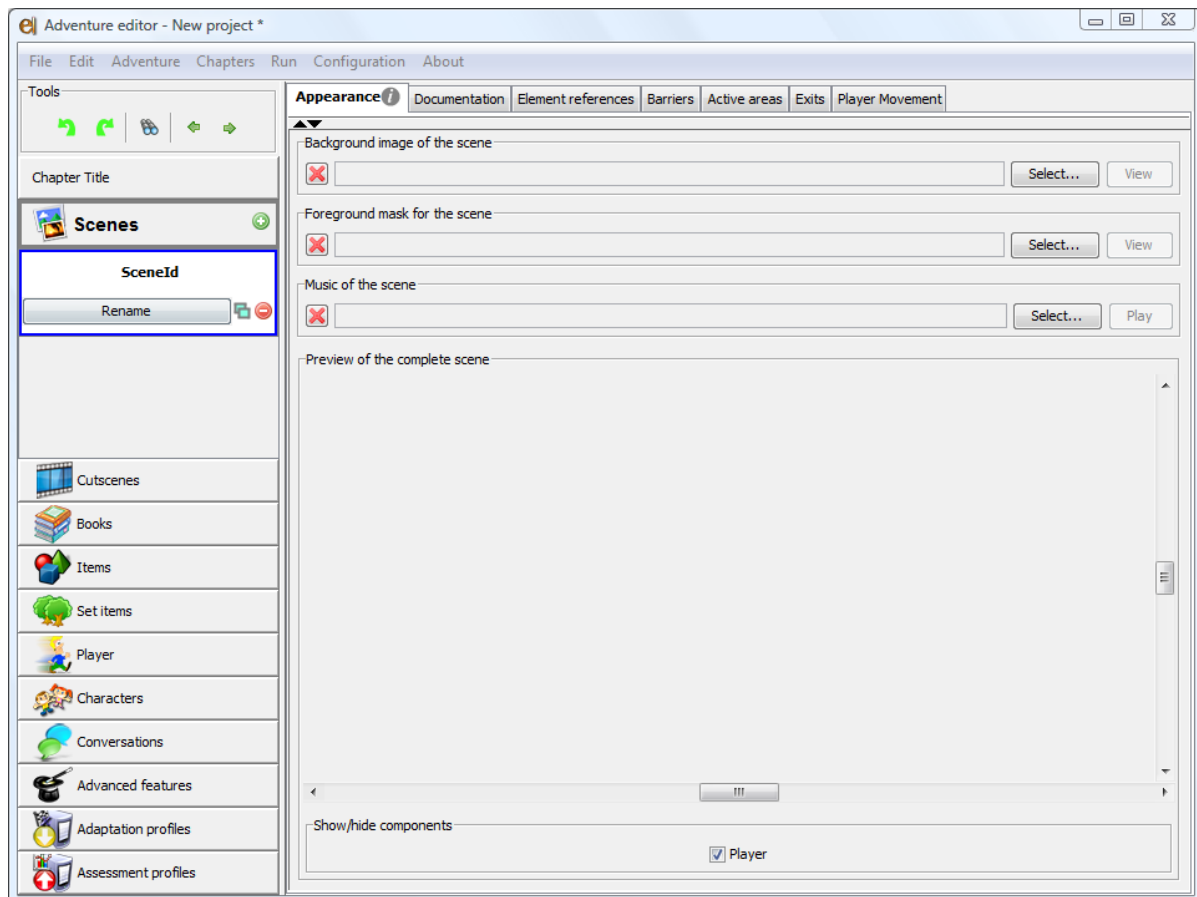 Adventure editor - New project *
File Edit Adventure Chapters Run Configuration About
Tools
Chapter Title
Scenes
SceneId
Rename
Cutscenes
Books
Items
Set items
Player
Characters
Conversations
Advanced features
Adaptation profiles
Assessment profiles
Appearance Documentation Element references Barriers Active areas Exits Player Movement
Background image of the scene
Select... View
Foreground mask for the scene
Select... View
Music of the scene
Select... Play
Preview of the complete scene
Show/hide components
Player